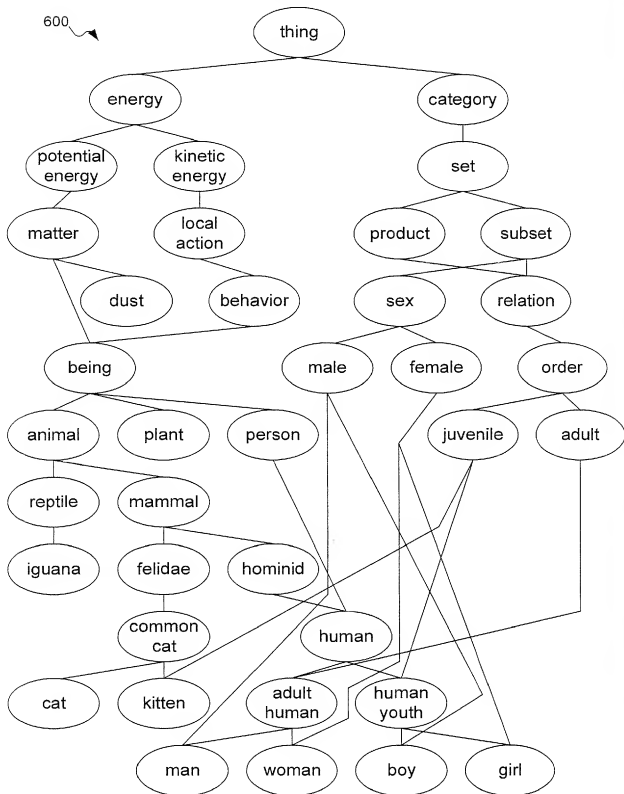 600
thing
energy
category
potential
energy
kinetic
energy
set
matter
local
action
product
subset
dust
behavior
sex
relation
being
male
female
order
animal
plant
person
juvenile
adult
reptile
mammal
iguana
felidae
hominid
common
cat
human
cat
kitten
adult
human
human
youth
man
woman
boy
girl